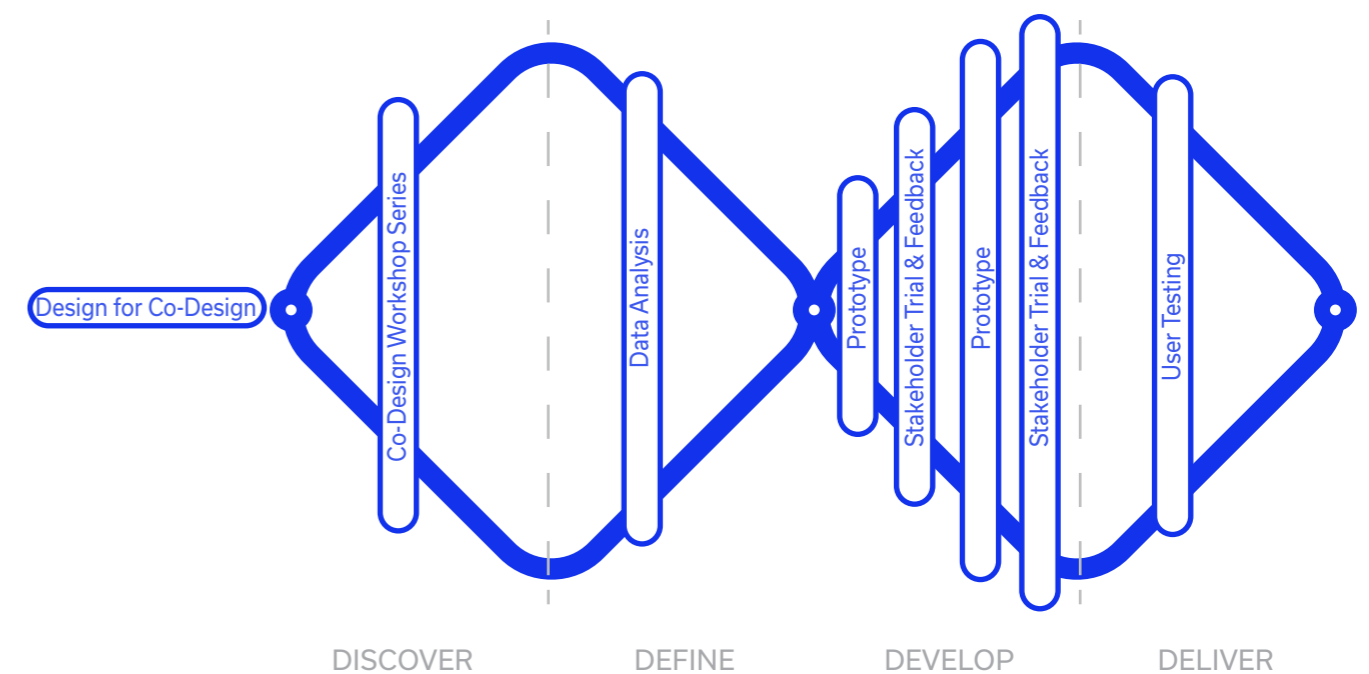 Design for Co-Design
Co-Design Workshop Series
Data Analysis
Prototype
Stakeholder Trial & Feedback
Prototype
Stakeholder Trial & Feedback
User Testing
DISCOVER
DEFINE
DEVELOP
DELIVER